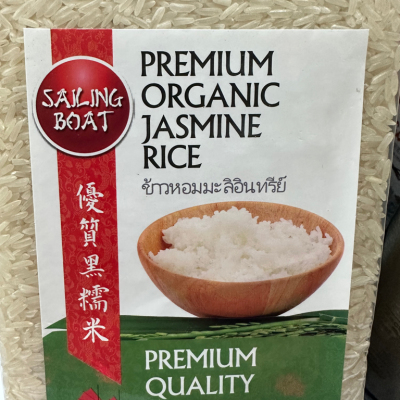 SAILING
BOAT
PREMIUM
ORGANIC
JASMINE
RICE
ข้าวหอมมะลิอินทรีย์
優質黑糯米
PREMIUM
QUALITY